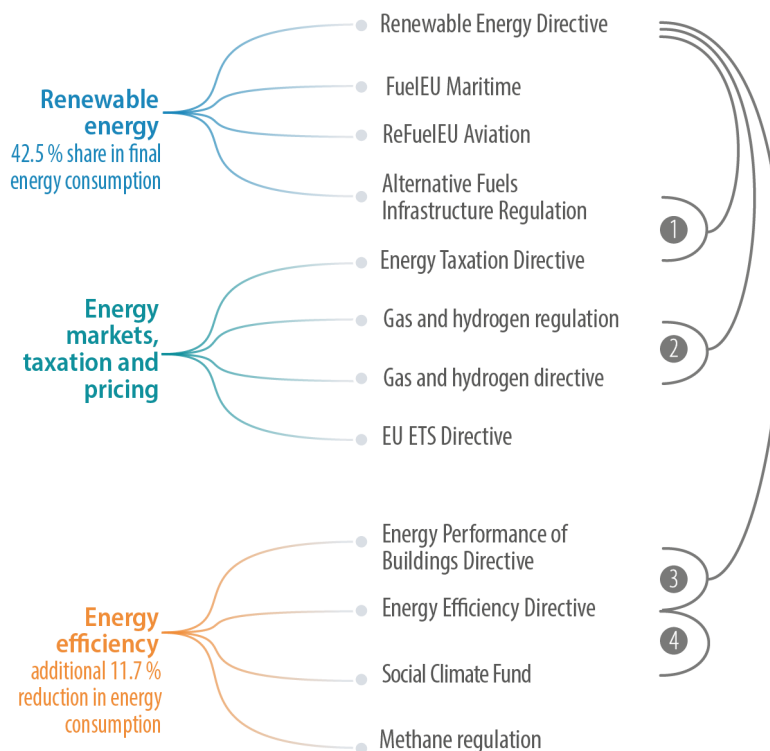 Renewable
energy
42.5 % share in final
energy consumption
Renewable Energy Directive
FuelEU Maritime
ReFuelEU Aviation
Alternative Fuels
Infrastructure Regulation
1
Energy
markets,
taxation and
pricing
Energy Taxation Directive
Gas and hydrogen regulation
Gas and hydrogen directive
EU ETS Directive
2
Energy
efficiency
additional 11.7 %
reduction in energy
consumption
Energy Performance of
Buildings Directive
Energy Efficiency Directive
Social Climate Fund
Methane regulation
3
4